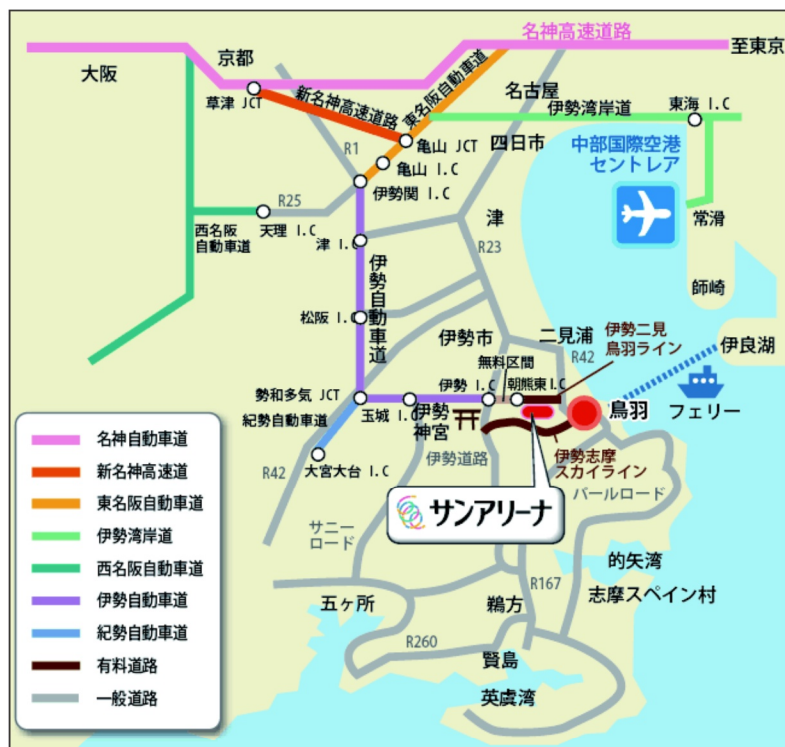 名神高速道路
至東京
京都
大阪
草津 JCT
新名神高速道路
東名阪自動車道
名古屋
伊勢湾岸道
東海 I.C
R1
亀山 JCT
四日市
中部国際空港
セントレア
亀山 I.C
伊勢関 I.C
R25
西名阪
自動車道
天理 I.C
津
常滑
津 I.C
R23
伊勢自動車道
師崎
松阪 I.C
伊勢市
二見浦
伊勢二見
鳥羽ライン
伊良湖
無料区間
R42
勢和多気 JCT
伊勢 I.C
朝熊東I.C
紀勢自動車道
玉城 I.C
伊勢
神宮
鳥羽
フェリー
R42
大宮大台 I.C
伊勢道路
伊勢志摩
スカイライン
パールロード
サンアリーナ
サニー
ロード
的矢湾
R167
志摩スペイン村
五ヶ所
鵜方
R260
賢島
英虞湾
名神自動車道
新名神高速道路
東名阪自動車道
伊勢湾岸道
西名阪自動車道
伊勢自動車道
紀勢自動車道
有料道路
一般道路